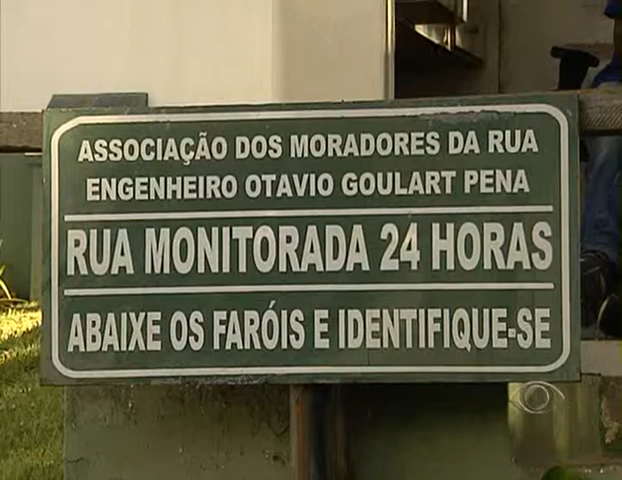 ASSOCIAÇÃO DOS MORADORES DA RUA
ENGENHEIRO OTAVIO GOULART PENA
RUA MONITORADA 24 HORAS
ABAIXE OS FARÓIS E IDENTIFIQUE-SE